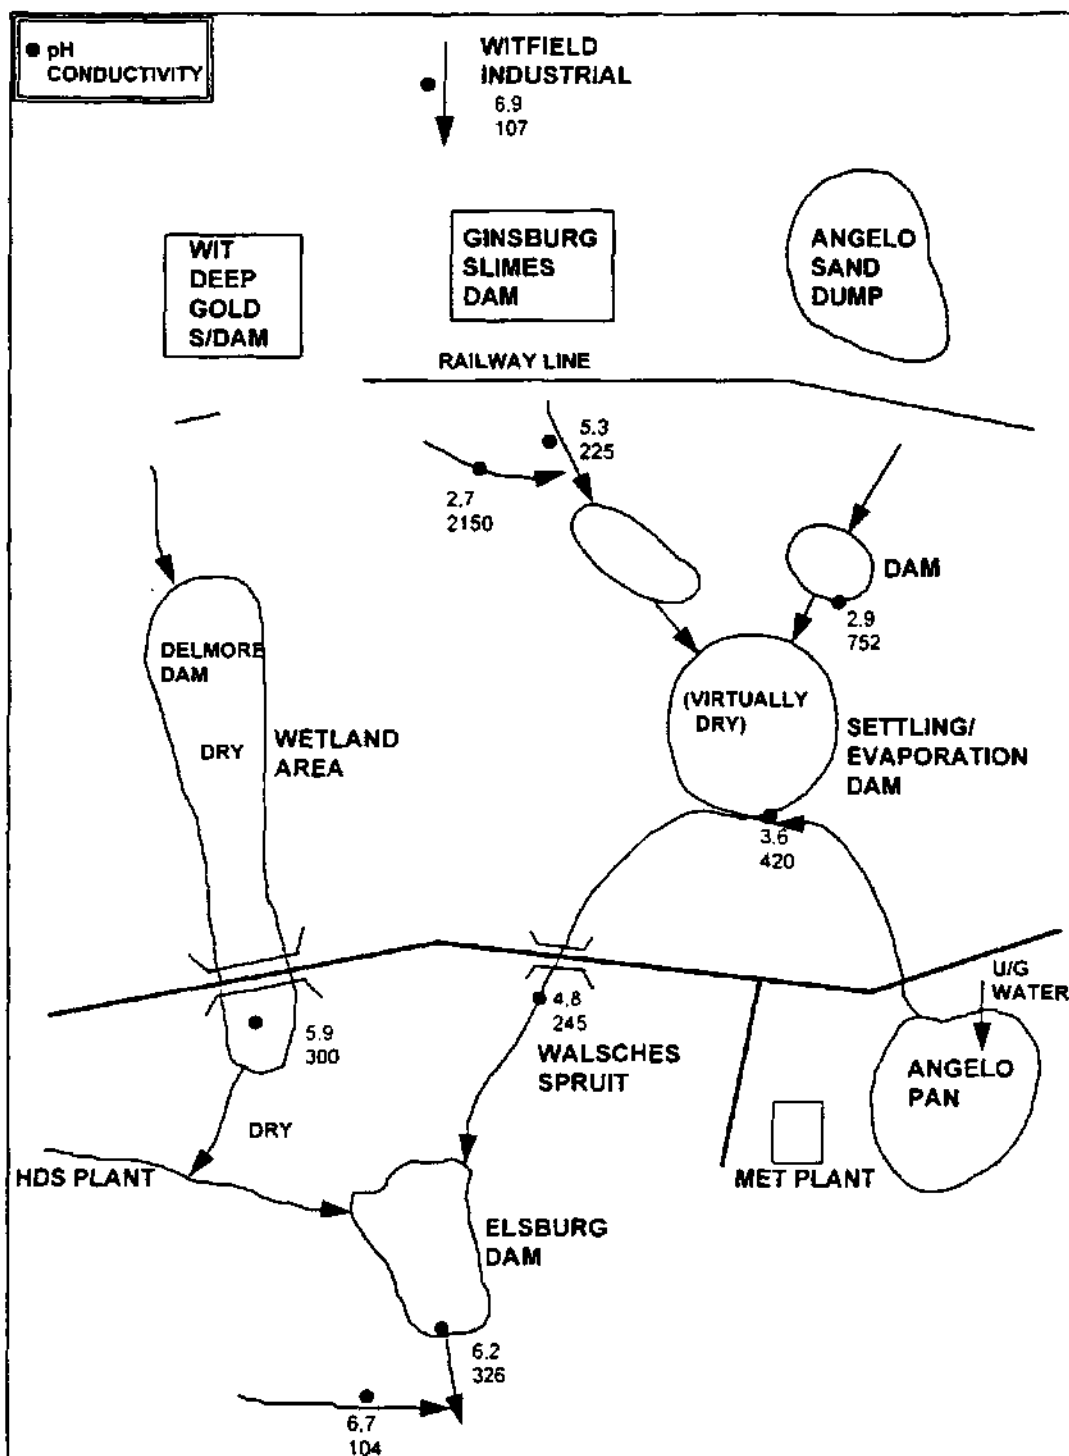 pH
CONDUCTIVITY
WITFIELD
INDUSTRIAL
6.9
107
WIT
DEEP
GOLD
S/DAM
GINSBURG
SLIMES
DAM
ANGELO
SAND
DUMP
RAILWAY LINE
5.3
225
2.7
2150
DAM
2.9
752
DELMORE
DAM
DRY
WETLAND
AREA
(VIRTUALLY
DRY)
SETTLING/
EVAPORATION
DAM
3.6
420
U/G
WATER
5.9
300
4.8
245
WALSCHES
SPRUIT
ANGELO
PAN
DRY
HDS PLANT
MET PLANT
ELSBURG
DAM
6.2
326
6.7
104